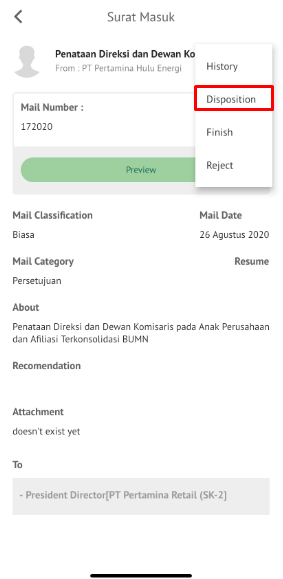 Surat Masuk
Penataan Direksi dan Dewan Ko
From : PT Pertamina Hulu Energi
History
Disposition
Finish
Reject
Mail Number :
172020
Preview
Mail Classification
Mail Date
Biasa
26 Agustus 2020
Mail Category
Resume
Persetujuan
About
Penataan Direksi dan Dewan Komisaris pada Anak Perusahaan
dan Afiliasi Terkonsolidasi BUMN
Recomendation
Attachment
doesn't exist yet
To
- President Director[PT Pertamina Retail (SK-2]